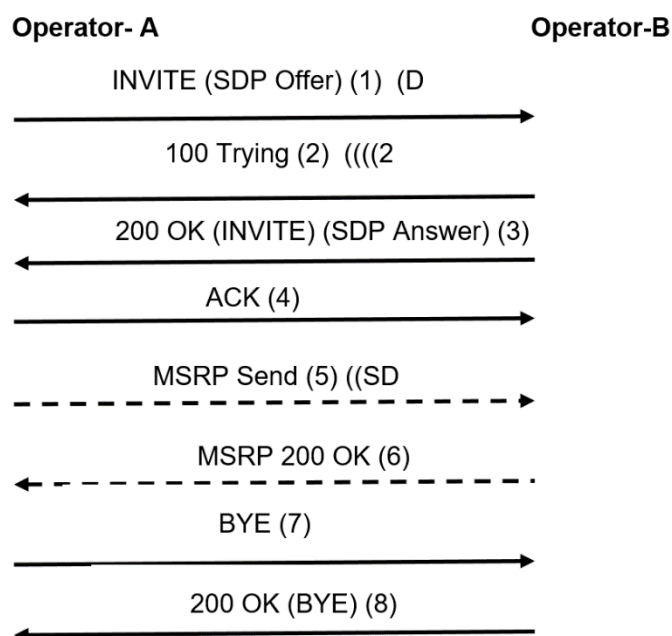 Operator- A Operator-B
INVITE (SDP Offer) (1) (D
100 Trying (2) ((((2
200 OK (INVITE) (SDP Answer) (3)
ACK (4)
MSRP Send (5) ((SD
MSRP 200 OK (6)
BYE (7)
200 OK (BYE) (8)